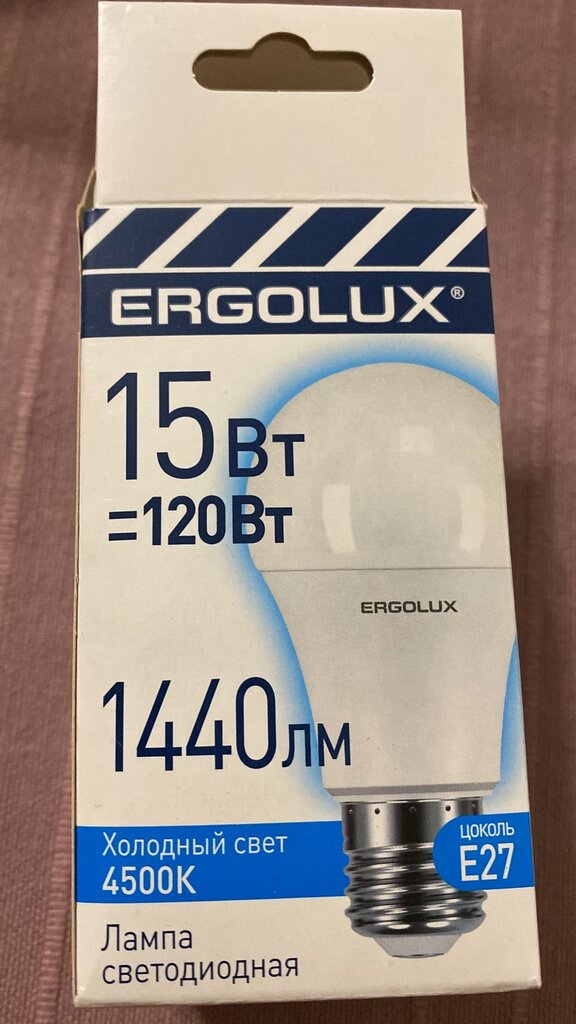 ERGOLUX®
15Вт
=120Вт
ERGOLUX
1440лм
Холодный свет
4500K
цоколь
E27
Лампа
светодиодная